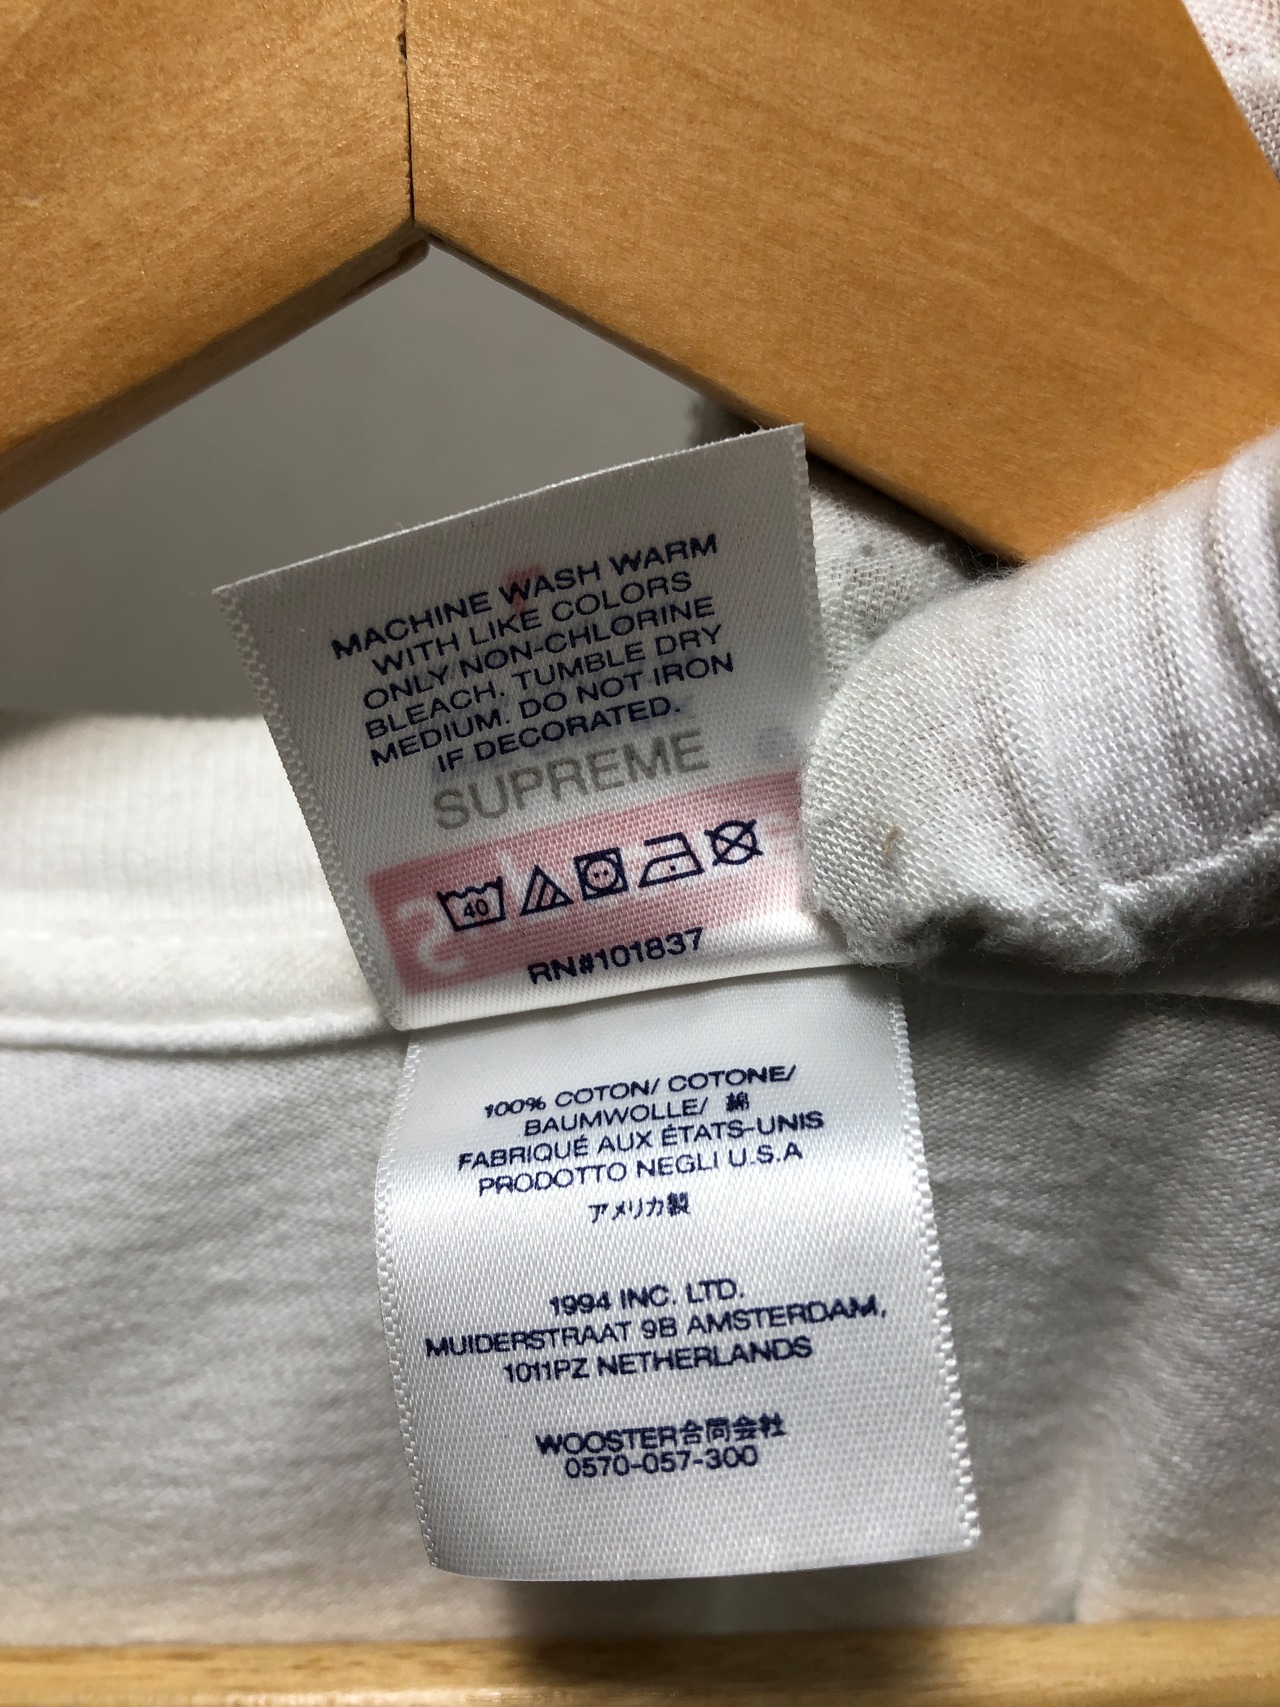 MACHINE WASH WARM
WITH LIKE COLORS
ONLY NON-CHLORINE
BLEACH. TUMBLE DRY
MEDIUM. DO NOT IRON
IF DECORATED.
SUPREME
40
RN#101837
100% COTON/ COTONE/
BAUMWOLLE/ 綿
FABRIQUÉ AUX ÉTATS-UNIS
PRODOTTO NEGLI U.S.A
アメリカ製
1994 INC. LTD.
MUIDERSTRAAT 9B AMSTERDAM,
1011PZ NETHERLANDS
WOOSTER合同会社
0570-057-300